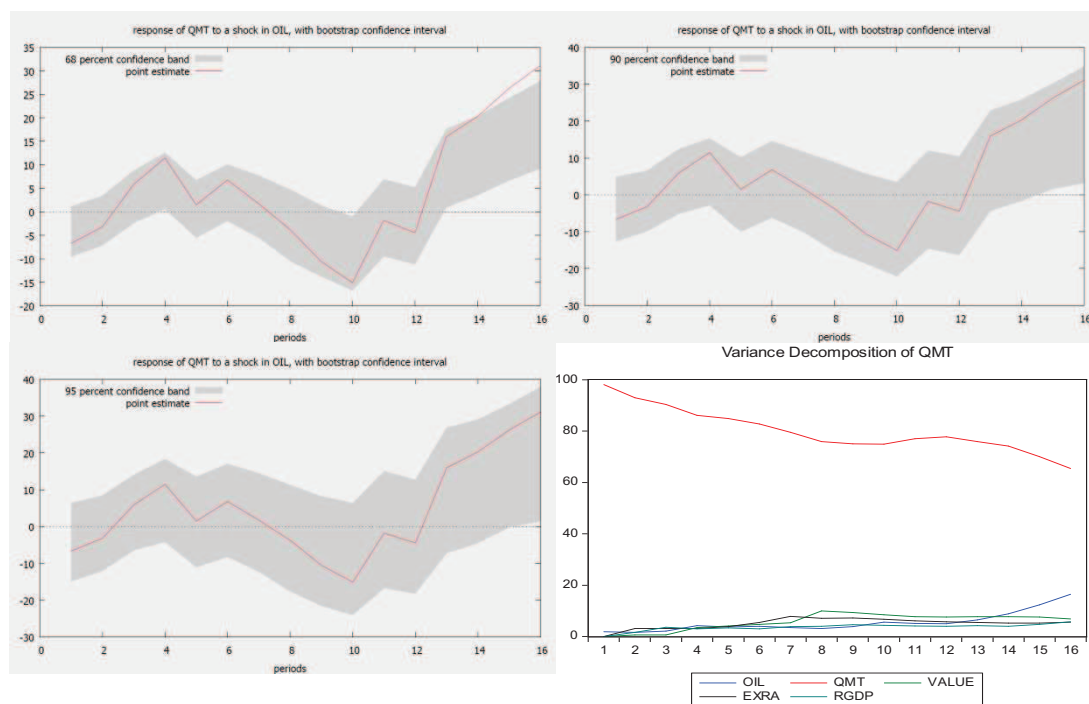 response of QMT to a shock in OIL, with bootstrap confidence interval
35
30
25
20
15
10
5
0
-5
-10
-15
-20
68 percent confidence band
point estimate
0 2 4 6 8 10 12 14 16
periods
response of QMT to a shock in OIL, with bootstrap confidence interval
40
30
20
10
0
-10
-20
-30
90 percent confidence band
point estimate
0 2 4 6 8 10 12 14 16
periods
response of QMT to a shock in OIL, with bootstrap confidence interval
40
30
20
10
0
-10
-20
-30
95 percent confidence band
point estimate
0 2 4 6 8 10 12 14 16
periods
Variance Decomposition of QMT
100
80
60
40
20
0
1 2 3 4 5 6 7 8 9 10 11 12 13 14 15 16
OIL QMT VALUE
EXRA RGDP